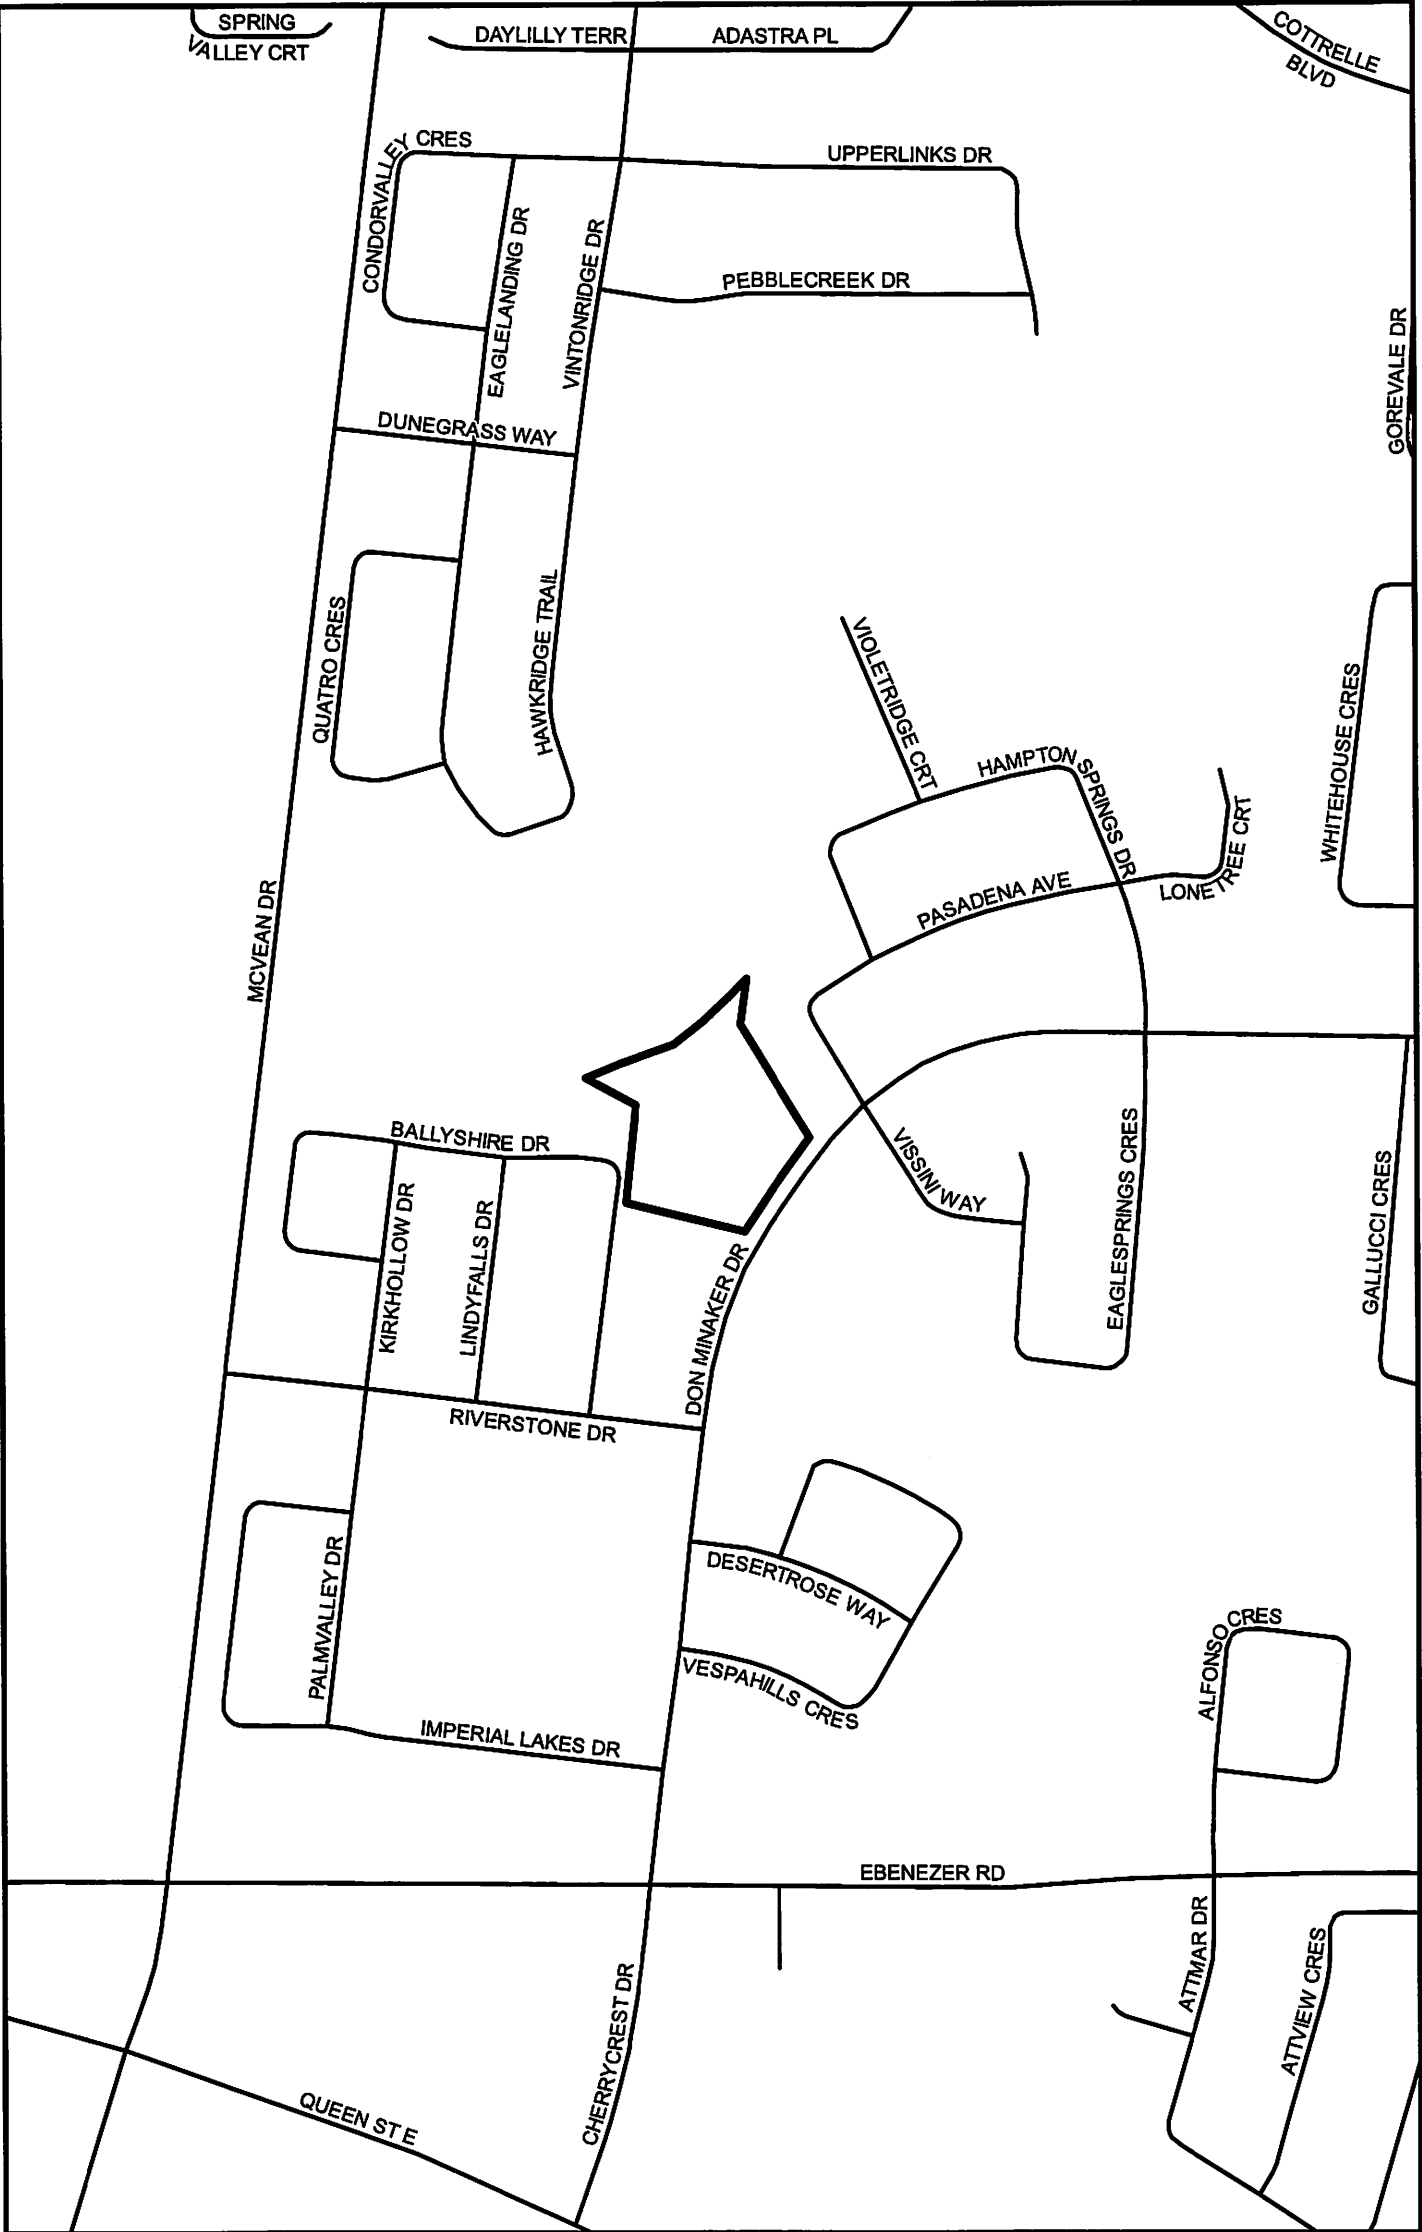 SPRING
VALLEY CRT
DAYLILLY TERR
ADASTRA PL
COTTRELLE
BLVD
CONDORVALLEY CRES
UPPERLINKS DR
EAGLELANDING DR
VINTONRIDGE DR
PEBBLECREEK DR
GOREVALE DR
DUNEGRASS WAY
QUATRO CRES
HAWKRIDGE TRAIL
VIOLETRIDGE CRT
HAMPTON SPRINGS DR
WHITEHOUSE CRES
PASADENA AVE
LONETREE CRT
MCVEAN DR
BALLYSHIRE DR
KIRKHOLLOW DR
LINDYFALLS DR
VISSINI WAY
EAGLESPRINGS CRES
GALLUCCI CRES
DON MINAKER DR
RIVERSTONE DR
PALMVALLEY DR
DESERTROSE WAY
VESPAHILLS CRES
ALFONSO CRES
IMPERIAL LAKES DR
EBENEZER RD
CHERRYCREST DR
ATTMAR DR
ATTVIEW CRES
QUEEN ST E